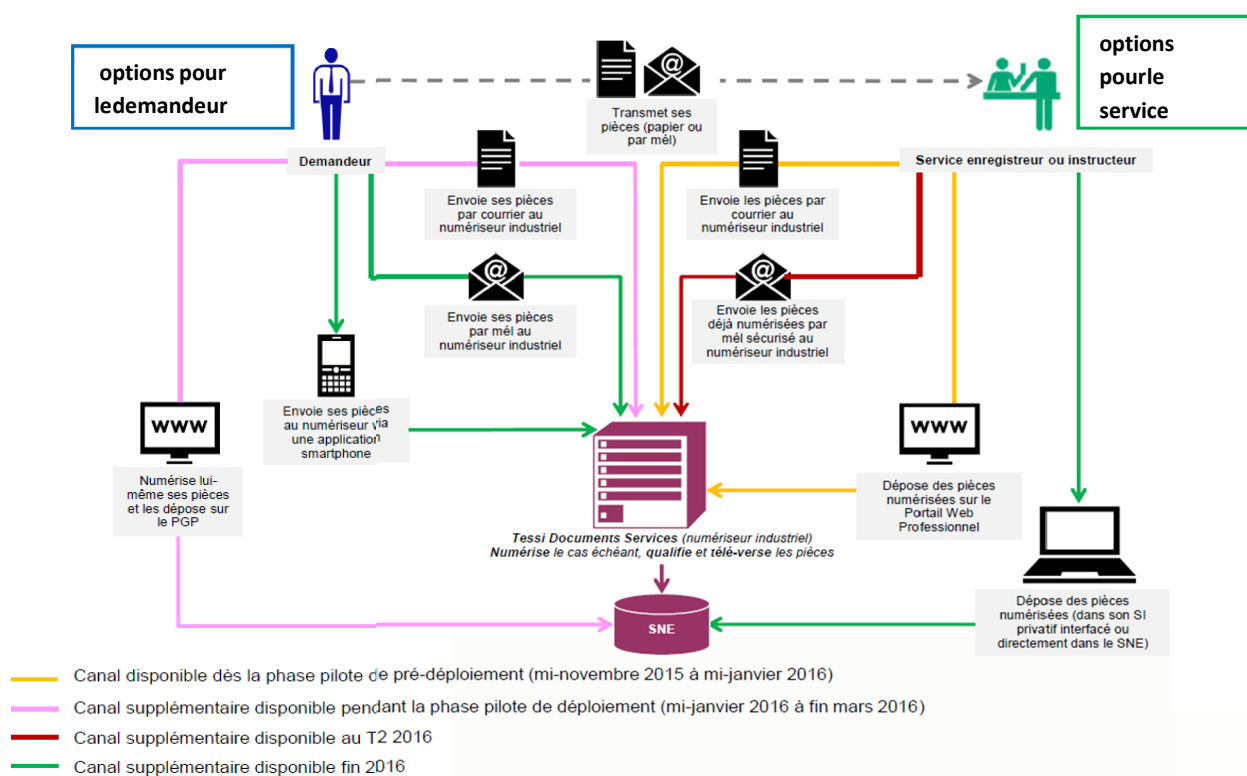 options pour
ledemandeur
options
pourle
service
@
Transmet ses
pièces (papier ou
par mél)
Demandeur
Service enregistreur ou instructeur
Envoie ses pièces
par courrier au
numériseur industriel
Envoie les pièces par
courrier au
numériseur industriel
@
@
Envoie ses pièces
par mél au
numériseur industriel
Envoie les pièces
déjà numérisées par
mél sécurisé au
numériseur industriel
www
Envoie ses pièces
au numériseur via
une application
smartphone
www
Numérise lui-
même ses pièces
et les dépose sur
le PGP
Dépose des pièces
numérisées sur le
Portail Web
Professionnel
Tessi Documents Services (numériseur industriel)
Numérise le cas échéant, qualifie et télé-verse les pièces
SNE
Dépose des pièces
numérisées (dans son SI
privatif interfacé ou
directement dans le SNE)
Canal disponible dès la phase pilote de pré-déploiement (mi-novembre 2015 à mi-janvier 2016)
Canal supplémentaire disponible pendant la phase pilote de déploiement (mi-janvier 2016 à fin mars 2016)
Canal supplémentaire disponible au T2 2016
Canal supplémentaire disponible fin 2016